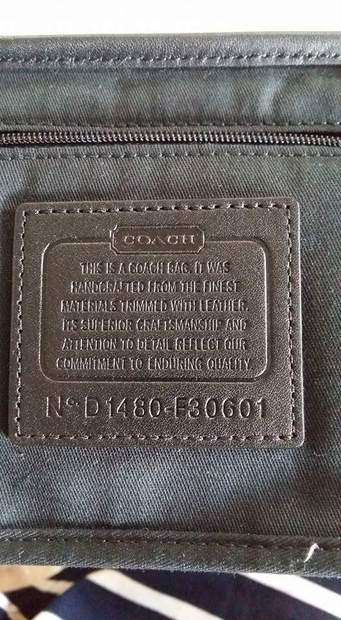 COACH
THIS IS A COACH BAG. IT WAS
HANDCRAFTED FROM THE FINEST
MATERIALS TRIMMED WITH LEATHER.
ITS SUPERIOR CRAFTSMANSHIP AND
ATTENTION TO DETAIL REFLECT OUR
COMMITMENT TO ENDURING QUALITY.
Nº D1480-F30601